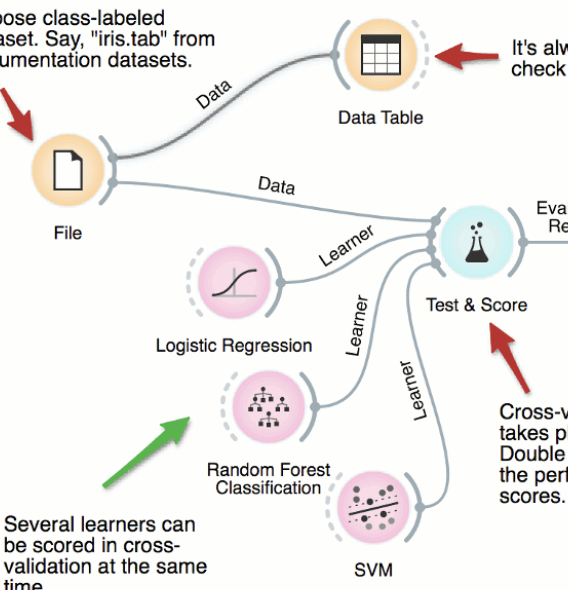 ose class-labeled
aset. Say, "iris.tab" from
umentation datasets.
It's alw
check
Data
Data Table
Data
File
Eva
Re
Learner
Test & Score
Logistic Regression
Learner
Learner
Random Forest
Classification
Cross-v
takes pl
Double
the perf
scores.
Several learners can
be scored in cross-
validation at the same
time
SVM